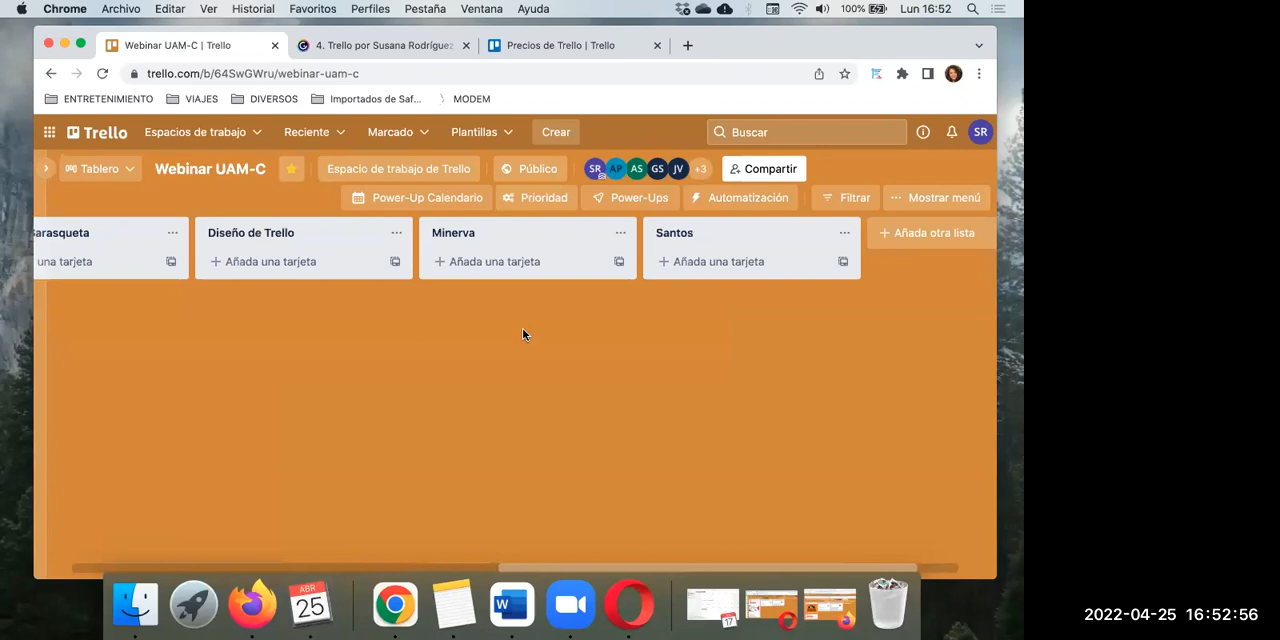 Chrome Archivo Editar Ver Historial Favoritos Perfiles Pestaña Ventana Ayuda 100% Lun 16:52
Webinar UAM-C | Trello 4. Trello por Susana Rodríguez Precios de Trello | Trello
trello.com/b/64SwGWru/webinar-uam-c
ENTRETENIMIENTO VIAJES DIVERSOS Importados de Saf... MODEM
Trello Espacios de trabajo Reciente Marcado Plantillas Crear Buscar SR
Tablero Webinar UAM-C Espacio de trabajo de Trello Público SR AP AS GS JV +3 Compartir
Power-Up Calendario Prioridad Power-Ups Automatización Filtrar Mostrar menú
Sarasqueta Diseño de Trello Minerva Santos + Añada otra lista
una tarjeta + Añada una tarjeta + Añada una tarjeta + Añada una tarjeta
ABR
25
W
17
2022-04-25 16:52:56